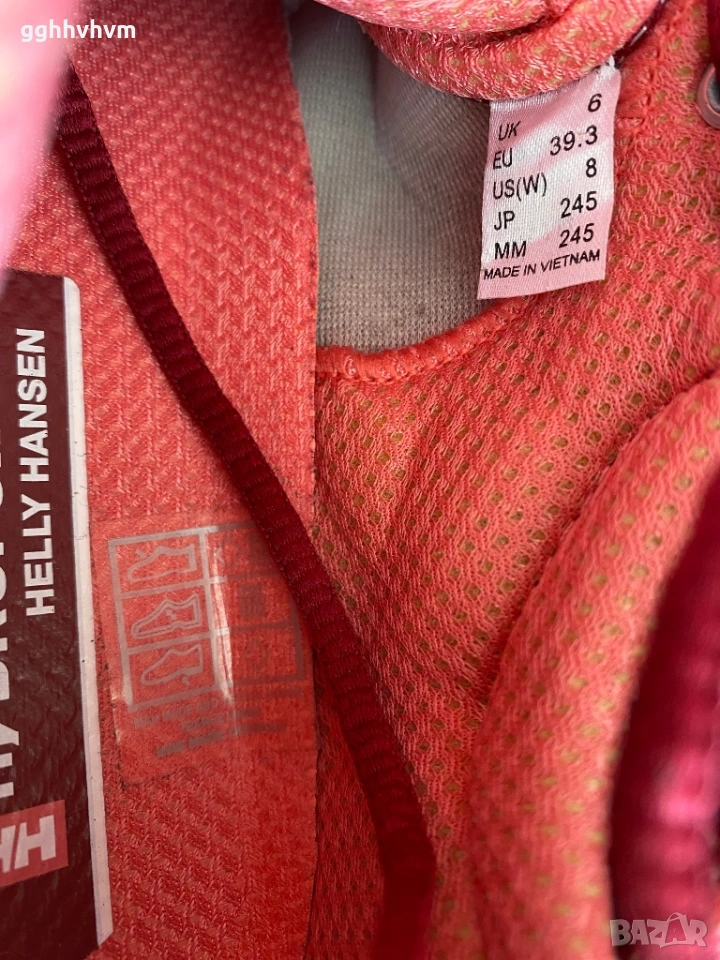 gghhvhvm
UK 6
EU 39.3
US(W) 8
JP 245
MM 245
MADE IN VIETNAM
HELLY HANSEN
HH
BAZAR